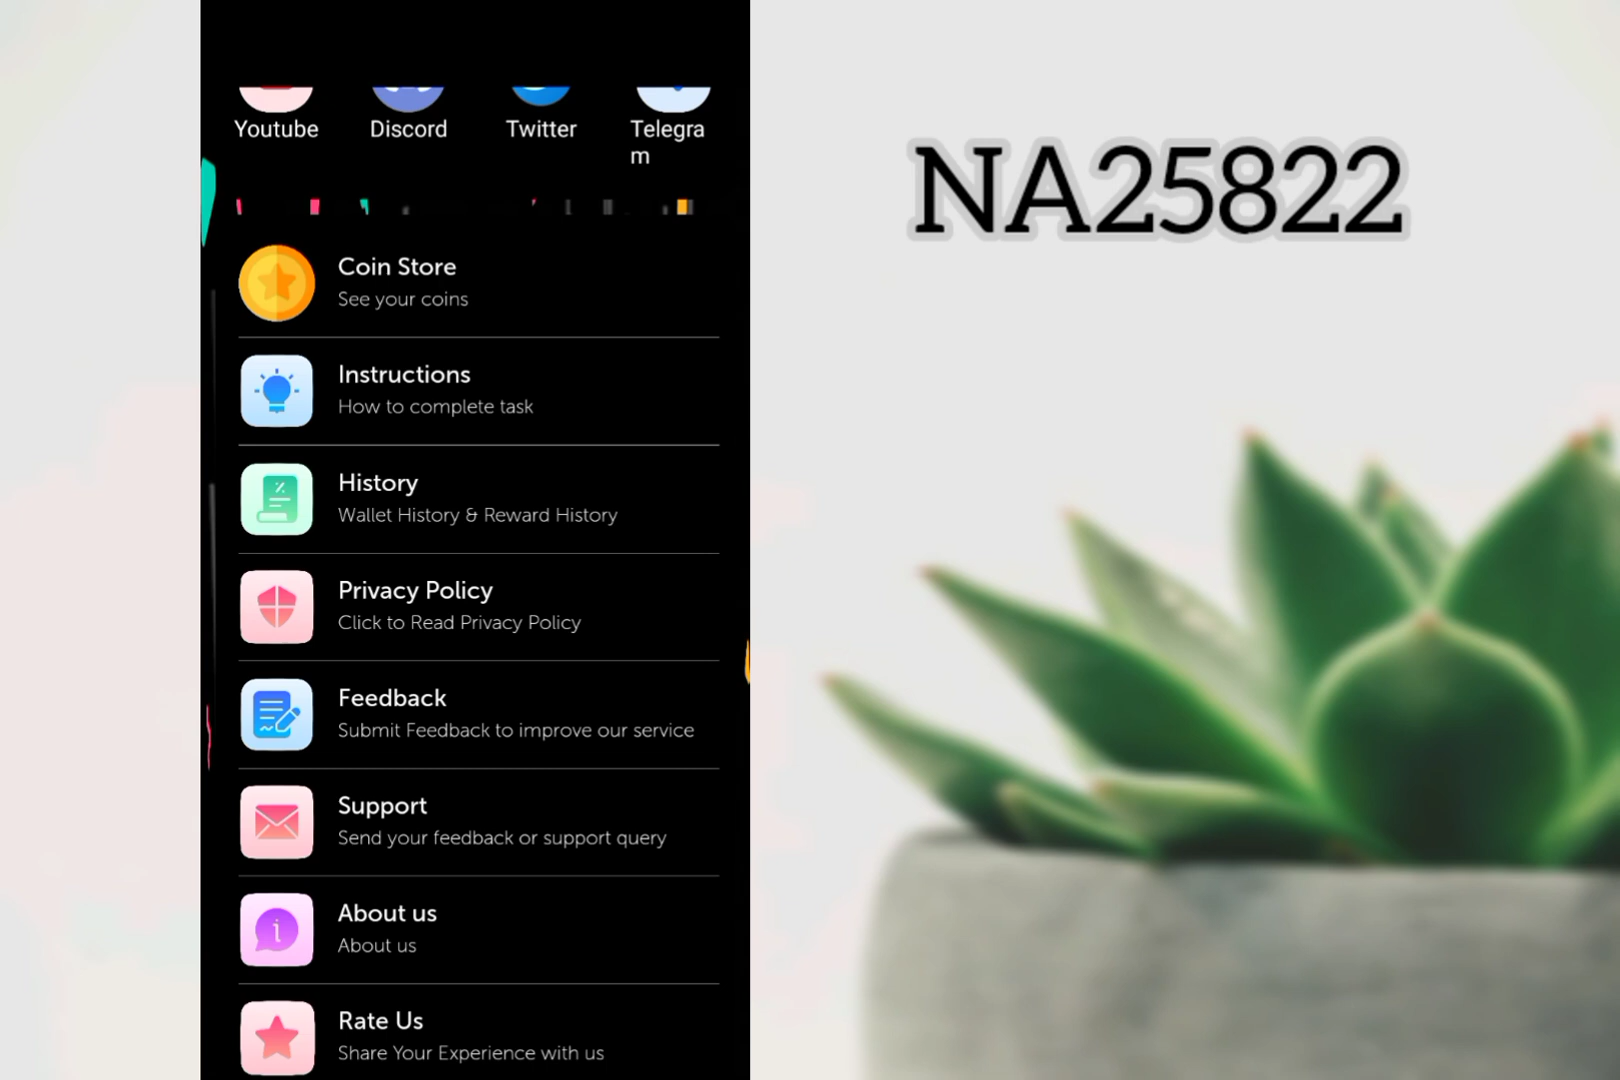 Youtube
Discord
Twitter
Telegra
m
Coin Store
See your coins
Instructions
How to complete task
History
Wallet History & Reward History
Privacy Policy
Click to Read Privacy Policy
Feedback
Submit Feedback to improve our service
Support
Send your feedback or support query
About us
About us
Rate Us
Share Your Experience with us
NA25822